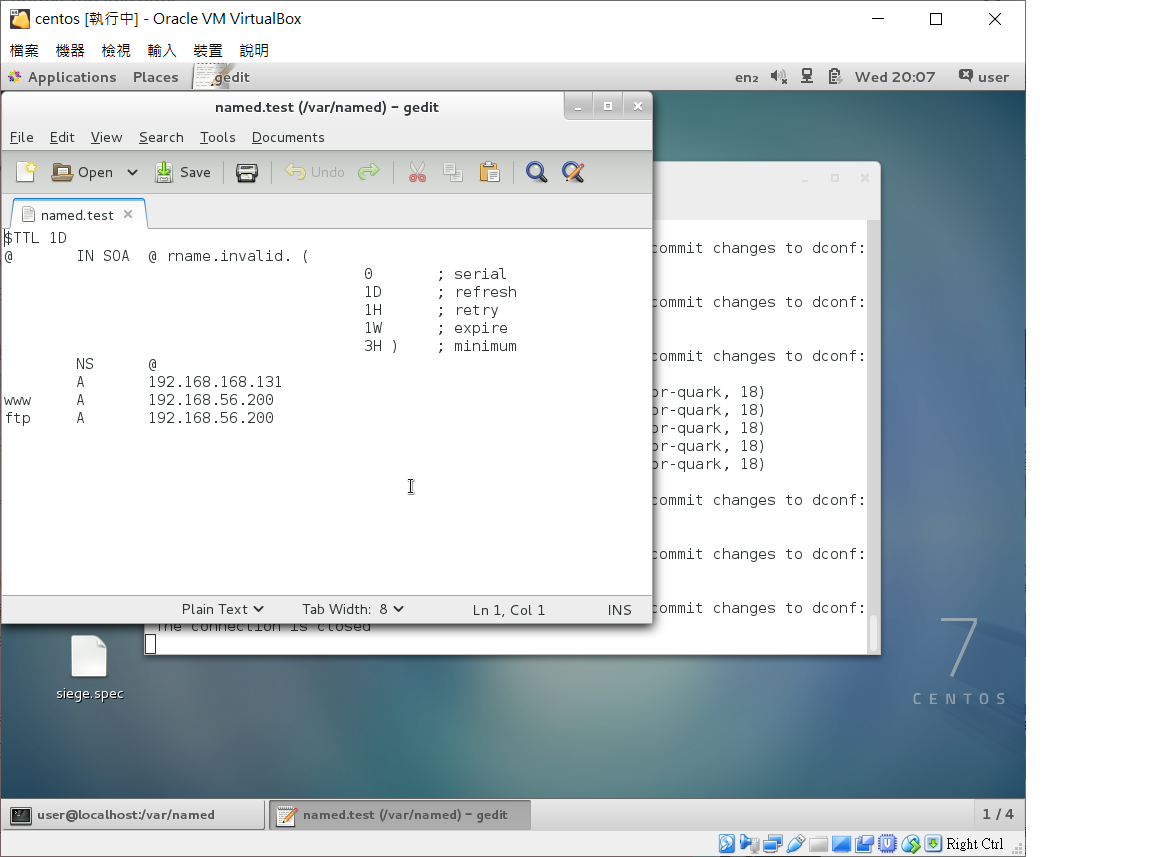 centos [執行中] - Oracle VM VirtualBox
檔案 機器 檢視 輸入 裝置 說明
Applications Places gedit en2 Wed 20:07 user
named.test (/var/named) – gedit
File Edit View Search Tools Documents
Open Save Undo
named.test
$TTL 1D
@ IN SOA @ rname.invalid. (
0 ; serial
1D ; refresh
1H ; retry
1W ; expire
3H ) ; minimum
NS @
A 192.168.168.131
www A 192.168.56.200
ftp A 192.168.56.200
Plain Text Tab Width: 8 Ln 1, Col 1 INS
commit changes to dconf:
commit changes to dconf:
commit changes to dconf:
or-quark, 18)
or-quark, 18)
or-quark, 18)
or-quark, 18)
or-quark, 18)
commit changes to dconf:
commit changes to dconf:
commit changes to dconf:
The connection is closed
siege.spec
7
CENTOS
user@localhost:/var/named named.test (/var/named) – gedit 1 / 4
Right Ctrl